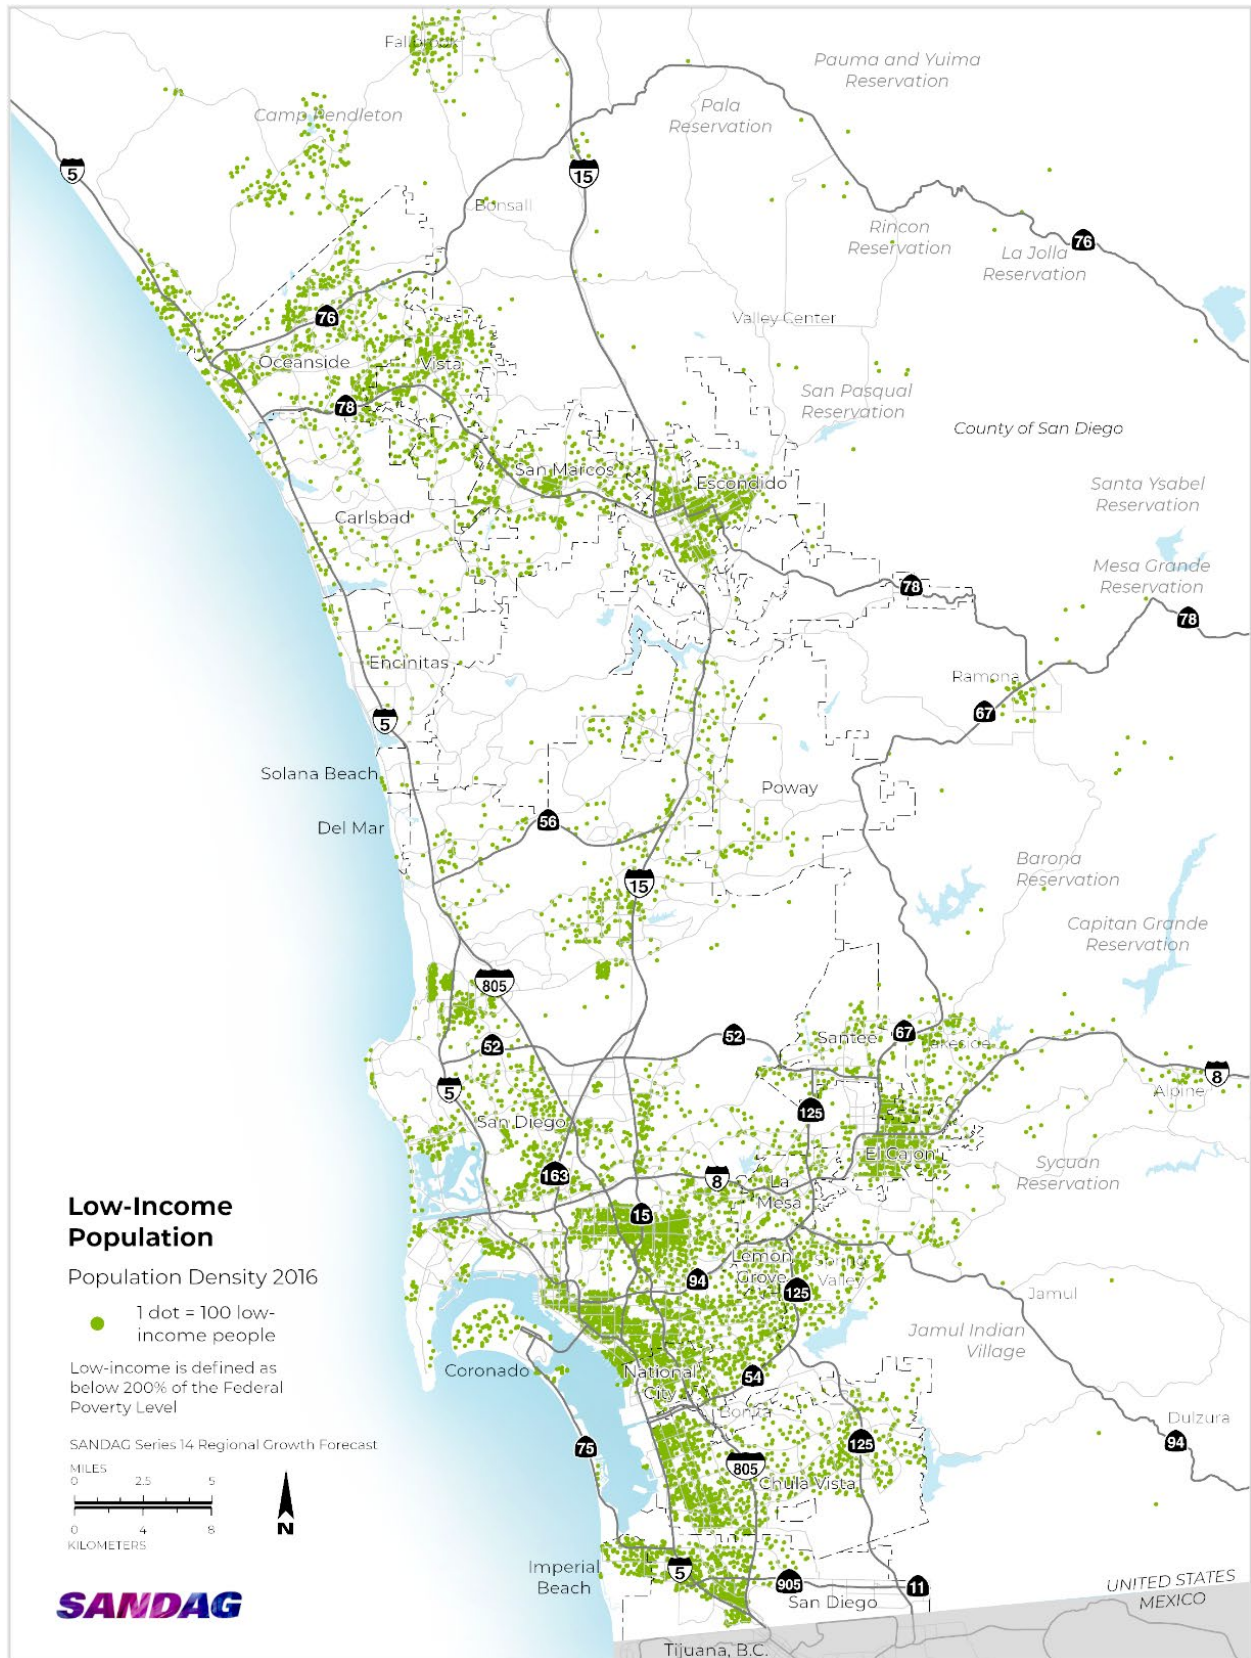 Fallbrook
Pauma and Yuima
Reservation
Camp Pendleton
Pala
Reservation
5
15
Bonsall
Rincon
Reservation
La Jolla
Reservation
76
76
Valley Center
Oceanside
Vista
78
San Pasqual
Reservation
County of San Diego
San Marcos
Escondido
Santa Ysabel
Reservation
Carlsbad
Mesa Grande
Reservation
78
78
Encinitas
Ramona
67
5
Solana Beach
Poway
Del Mar
56
Barona
Reservation
15
Capitan Grande
Reservation
805
52
52
Santee
67
Lakeside
5
8
Alpine
125
San Diego
El Cajon
163
8
La
Mesa
Sycuan
Reservation
15
Lemon
Grove
Spring
Valley
94
125
Jamul
Jamul Indian
Village
Coronado
National
City
54
Bonita
Dulzura
94
75
125
805
Chula Vista
Imperial
Beach
5
905
11
San Diego
UNITED STATES
MEXICO
Tijuana, B.C.
Low-Income
Population
Population Density 2016
1 dot = 100 low-
income people
Low-income is defined as
below 200% of the Federal
Poverty Level
SANDAG Series 14 Regional Growth Forecast
MILES
0 2.5 5
0 4 8
KILOMETERS
N
SANDAG